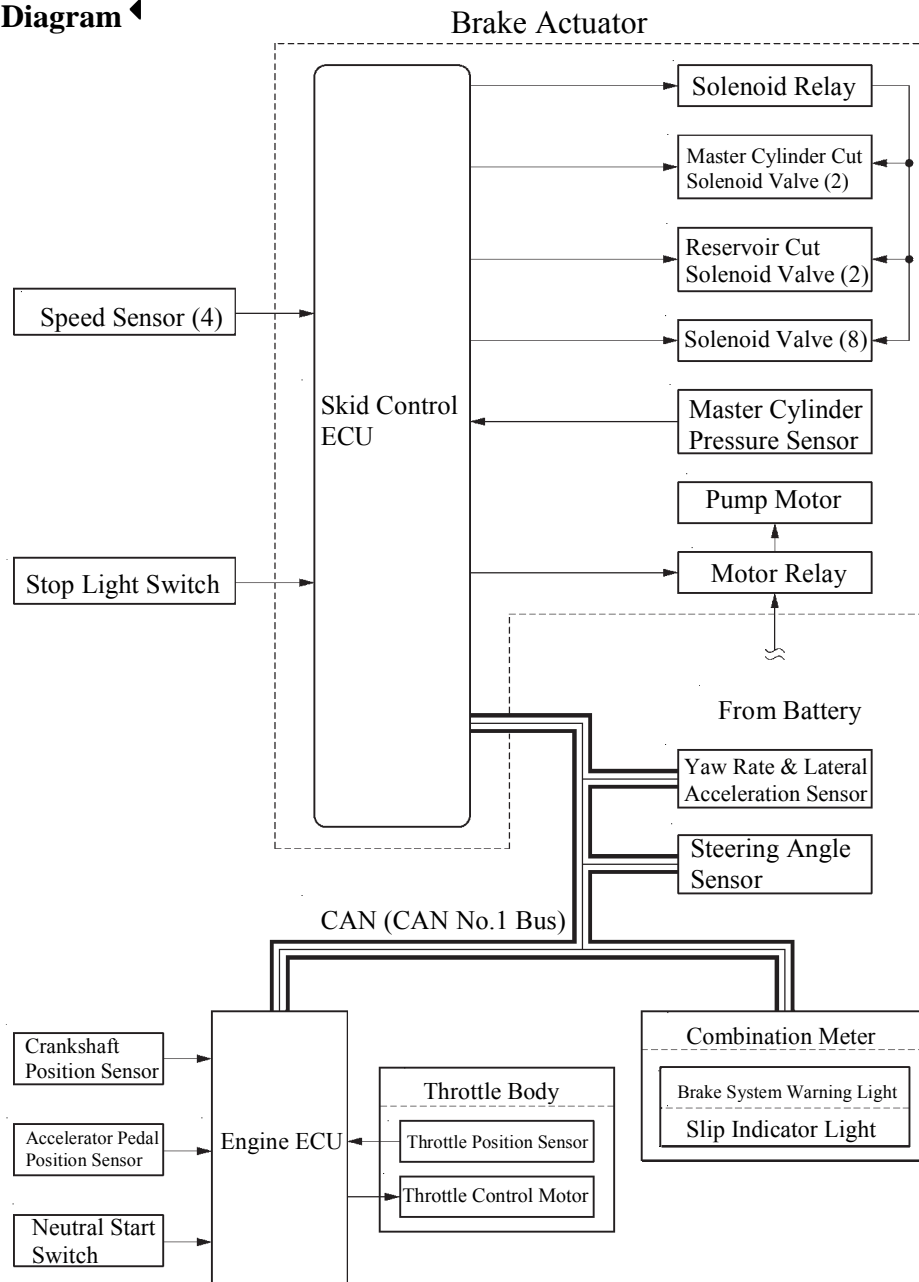 Diagram
Brake Actuator
Solenoid Relay
Master Cylinder Cut
Solenoid Valve (2)
Reservoir Cut
Solenoid Valve (2)
Speed Sensor (4)
Solenoid Valve (8)
Skid Control
ECU
Master Cylinder
Pressure Sensor
Pump Motor
Stop Light Switch
Motor Relay
From Battery
Yaw Rate & Lateral
Acceleration Sensor
Steering Angle
Sensor
CAN (CAN No.1 Bus)
Crankshaft
Position Sensor
Accelerator Pedal
Position Sensor
Neutral Start
Switch
Engine ECU
Throttle Body
Throttle Position Sensor
Throttle Control Motor
Combination Meter
Brake System Warning Light
Slip Indicator Light